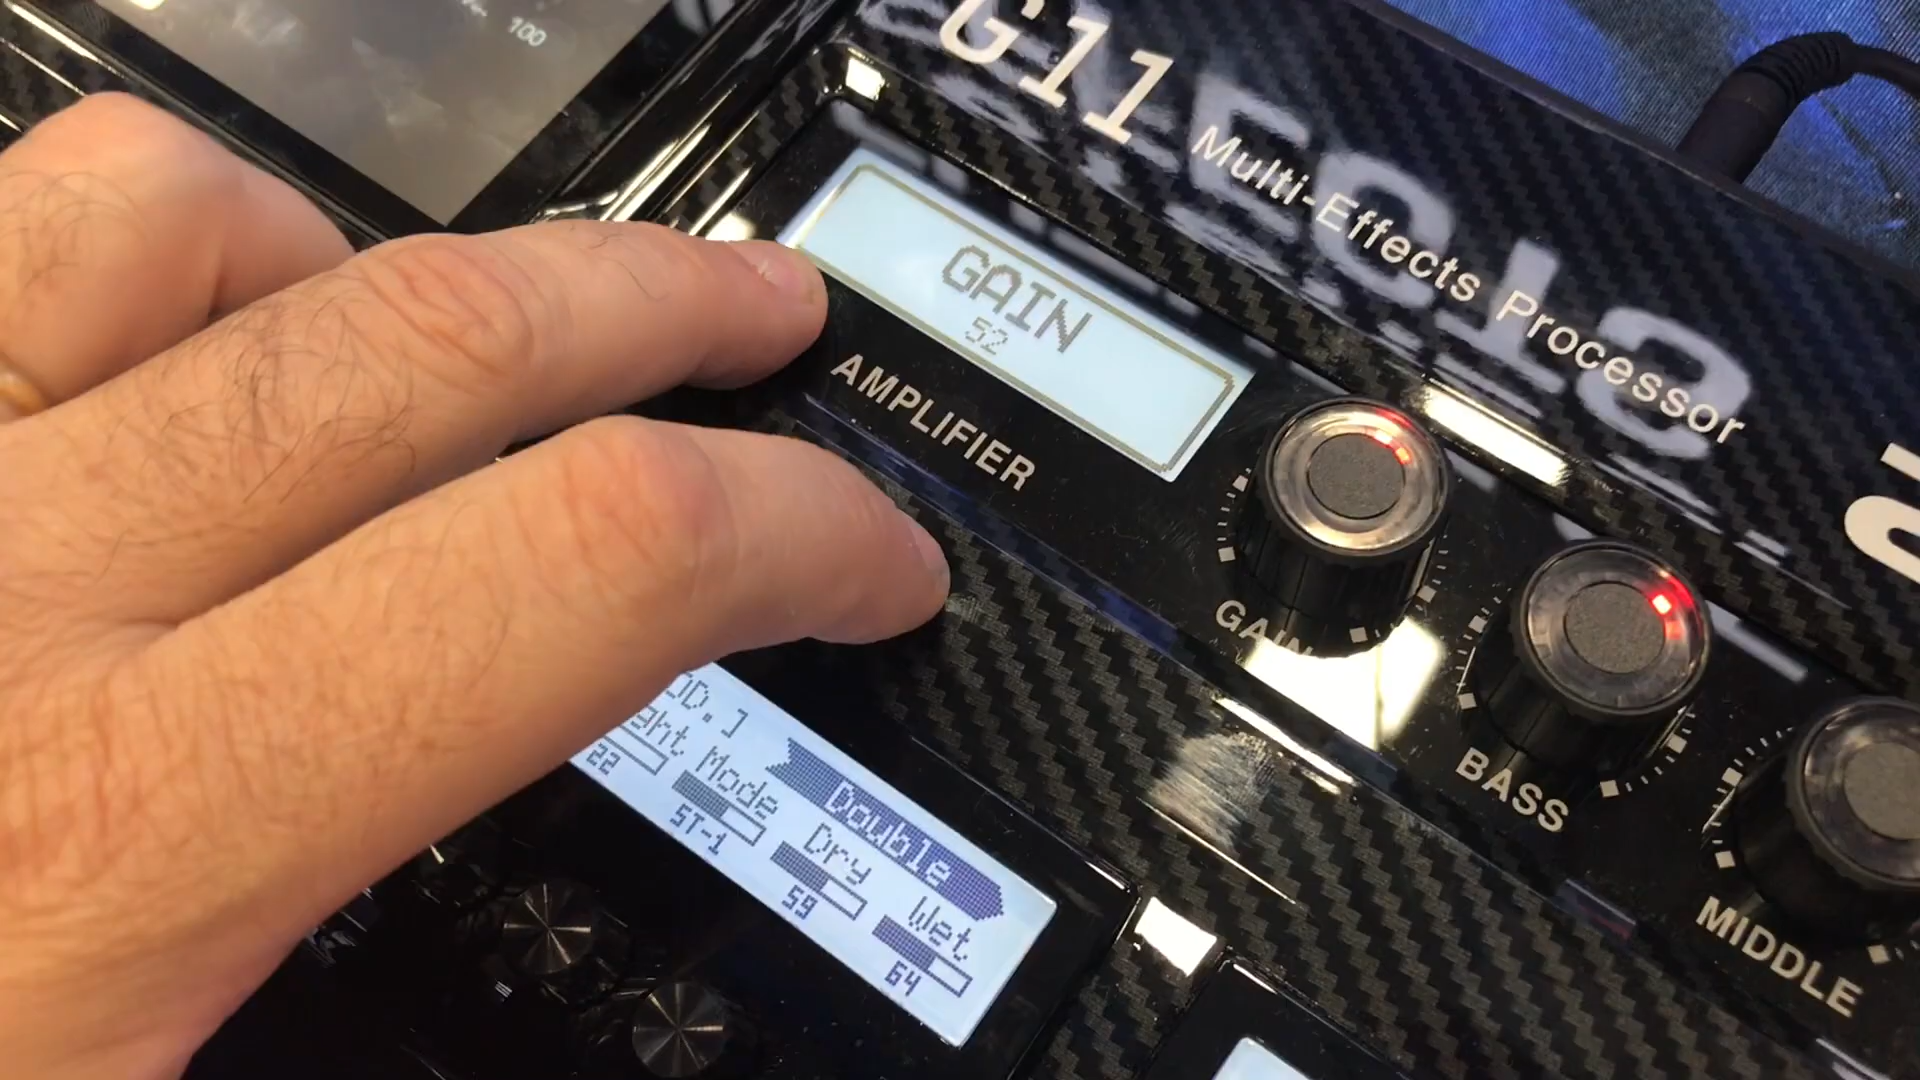 100
G11
Multi-Effects Processor
GAIN
52
AMPLIFIER
GAIN
BASS
MIDDLE
Double
Mode
Dry
Wet
22
ST-1
59
64